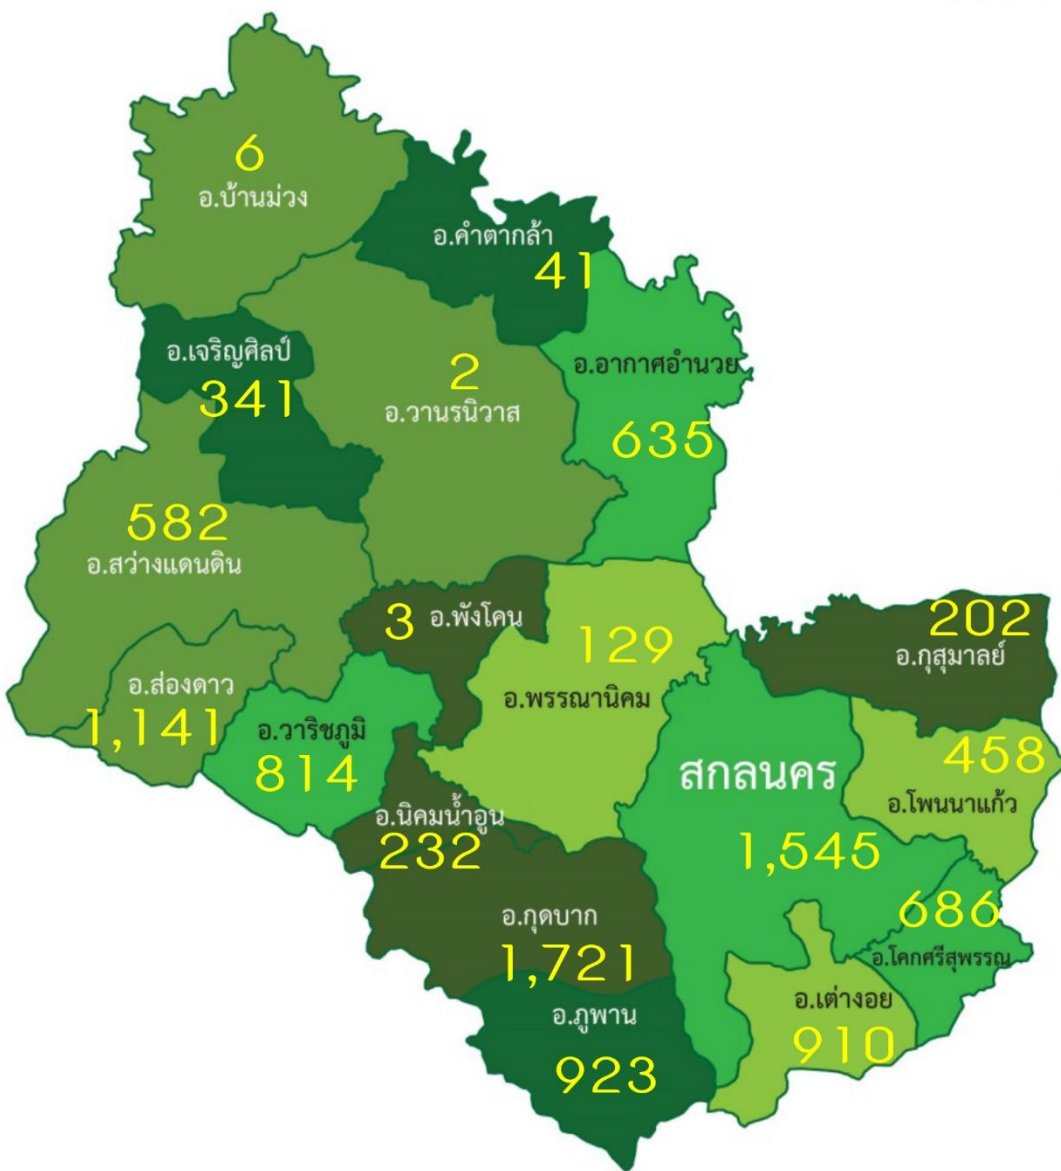 6
อ.บ้านม่วง
อ.คำตากล้า
41
อ.เจริญศิลป์
341
2
อ.วานรนิวาส
อ.อากาศอำนวย
635
582
อ.สว่างแดนดิน
3 อ.พังโคน
129
อ.พรรณานิคม
202
อ.กุสุมาลย์
อ.ส่องดาว
1,141
อ.วาริชภูมิ
814
สกลนคร
1,545
458
อ.โพนนาแก้ว
อ.นิคมน้ำอูน
232
686
อ.โคกศรีสุพรรณ
อ.กุดบาก
1,721
อ.เต่างอย
910
อ.ภูพาน
923